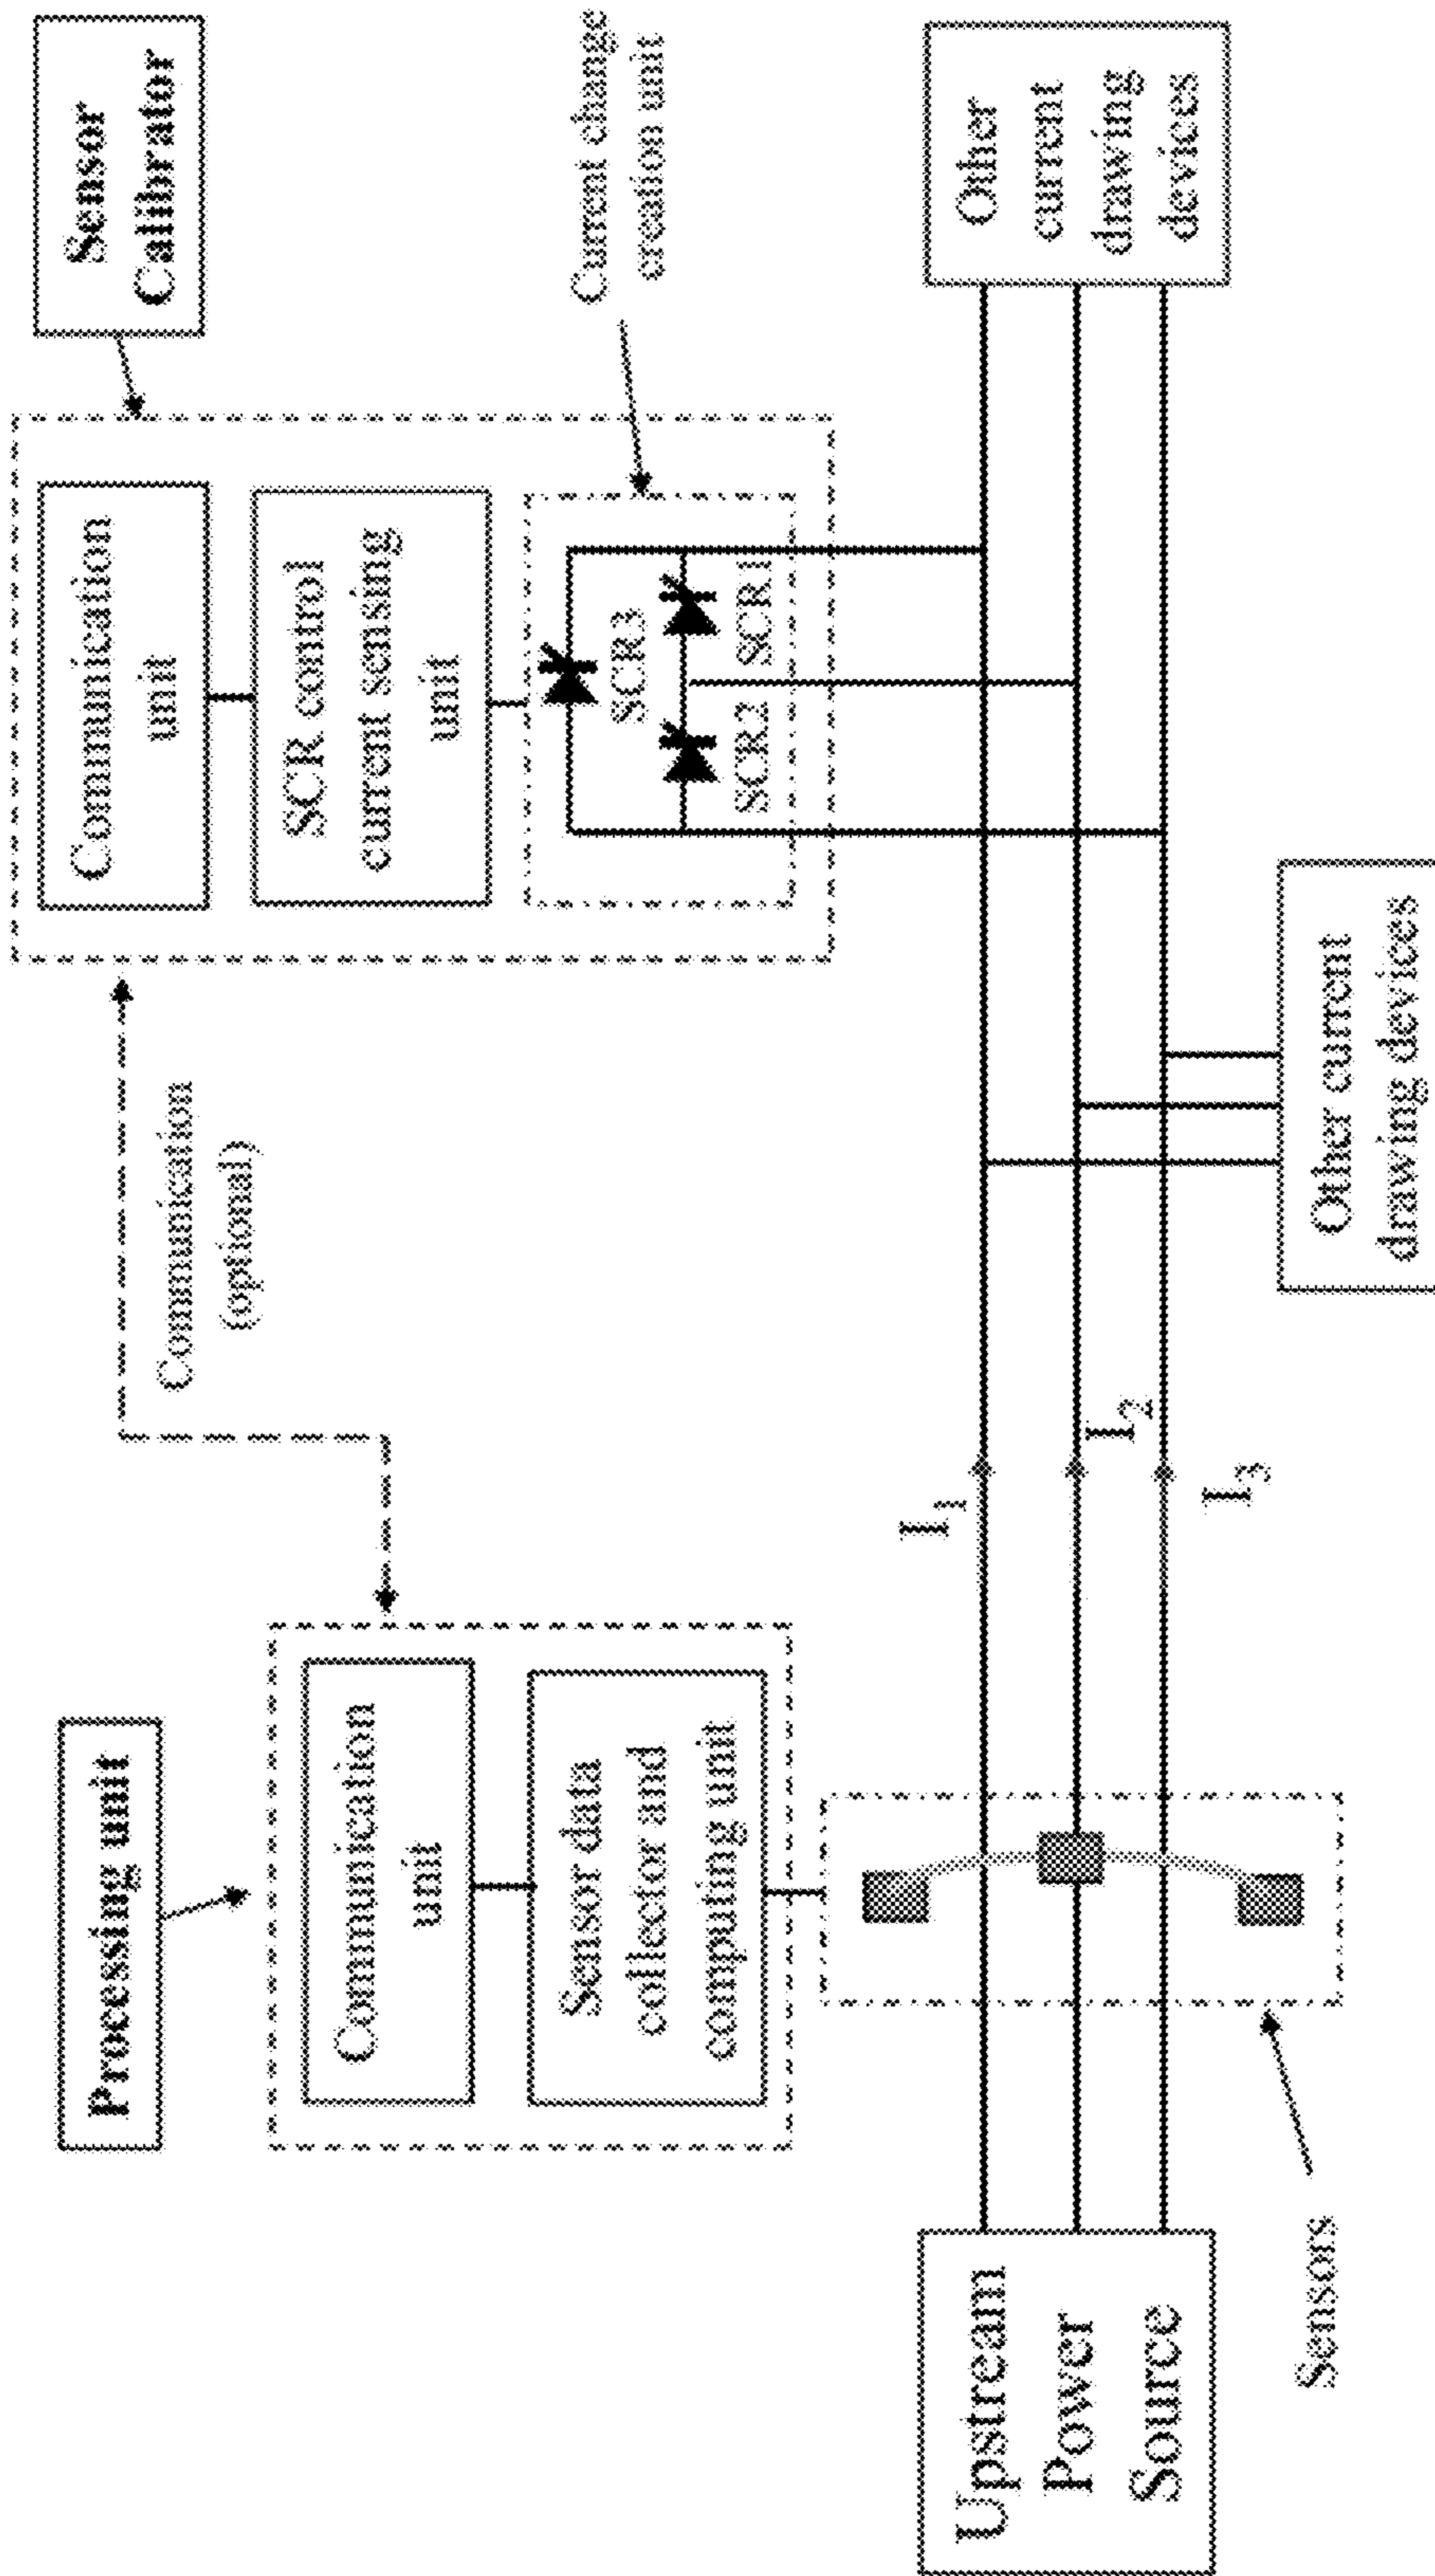 Processing unit
Communication
unit
Sensor data
collector and
computing unit
Communication
(optional)
Sensor
Calibrator
Communication
unit
SCR control
current sensing
unit
SCR3
SCR2
SCR1
Current change
creation unit
Upstream
Power
Source
Sensors
I1
I2
I3
Other current
drawing devices
Other
current
drawing
devices